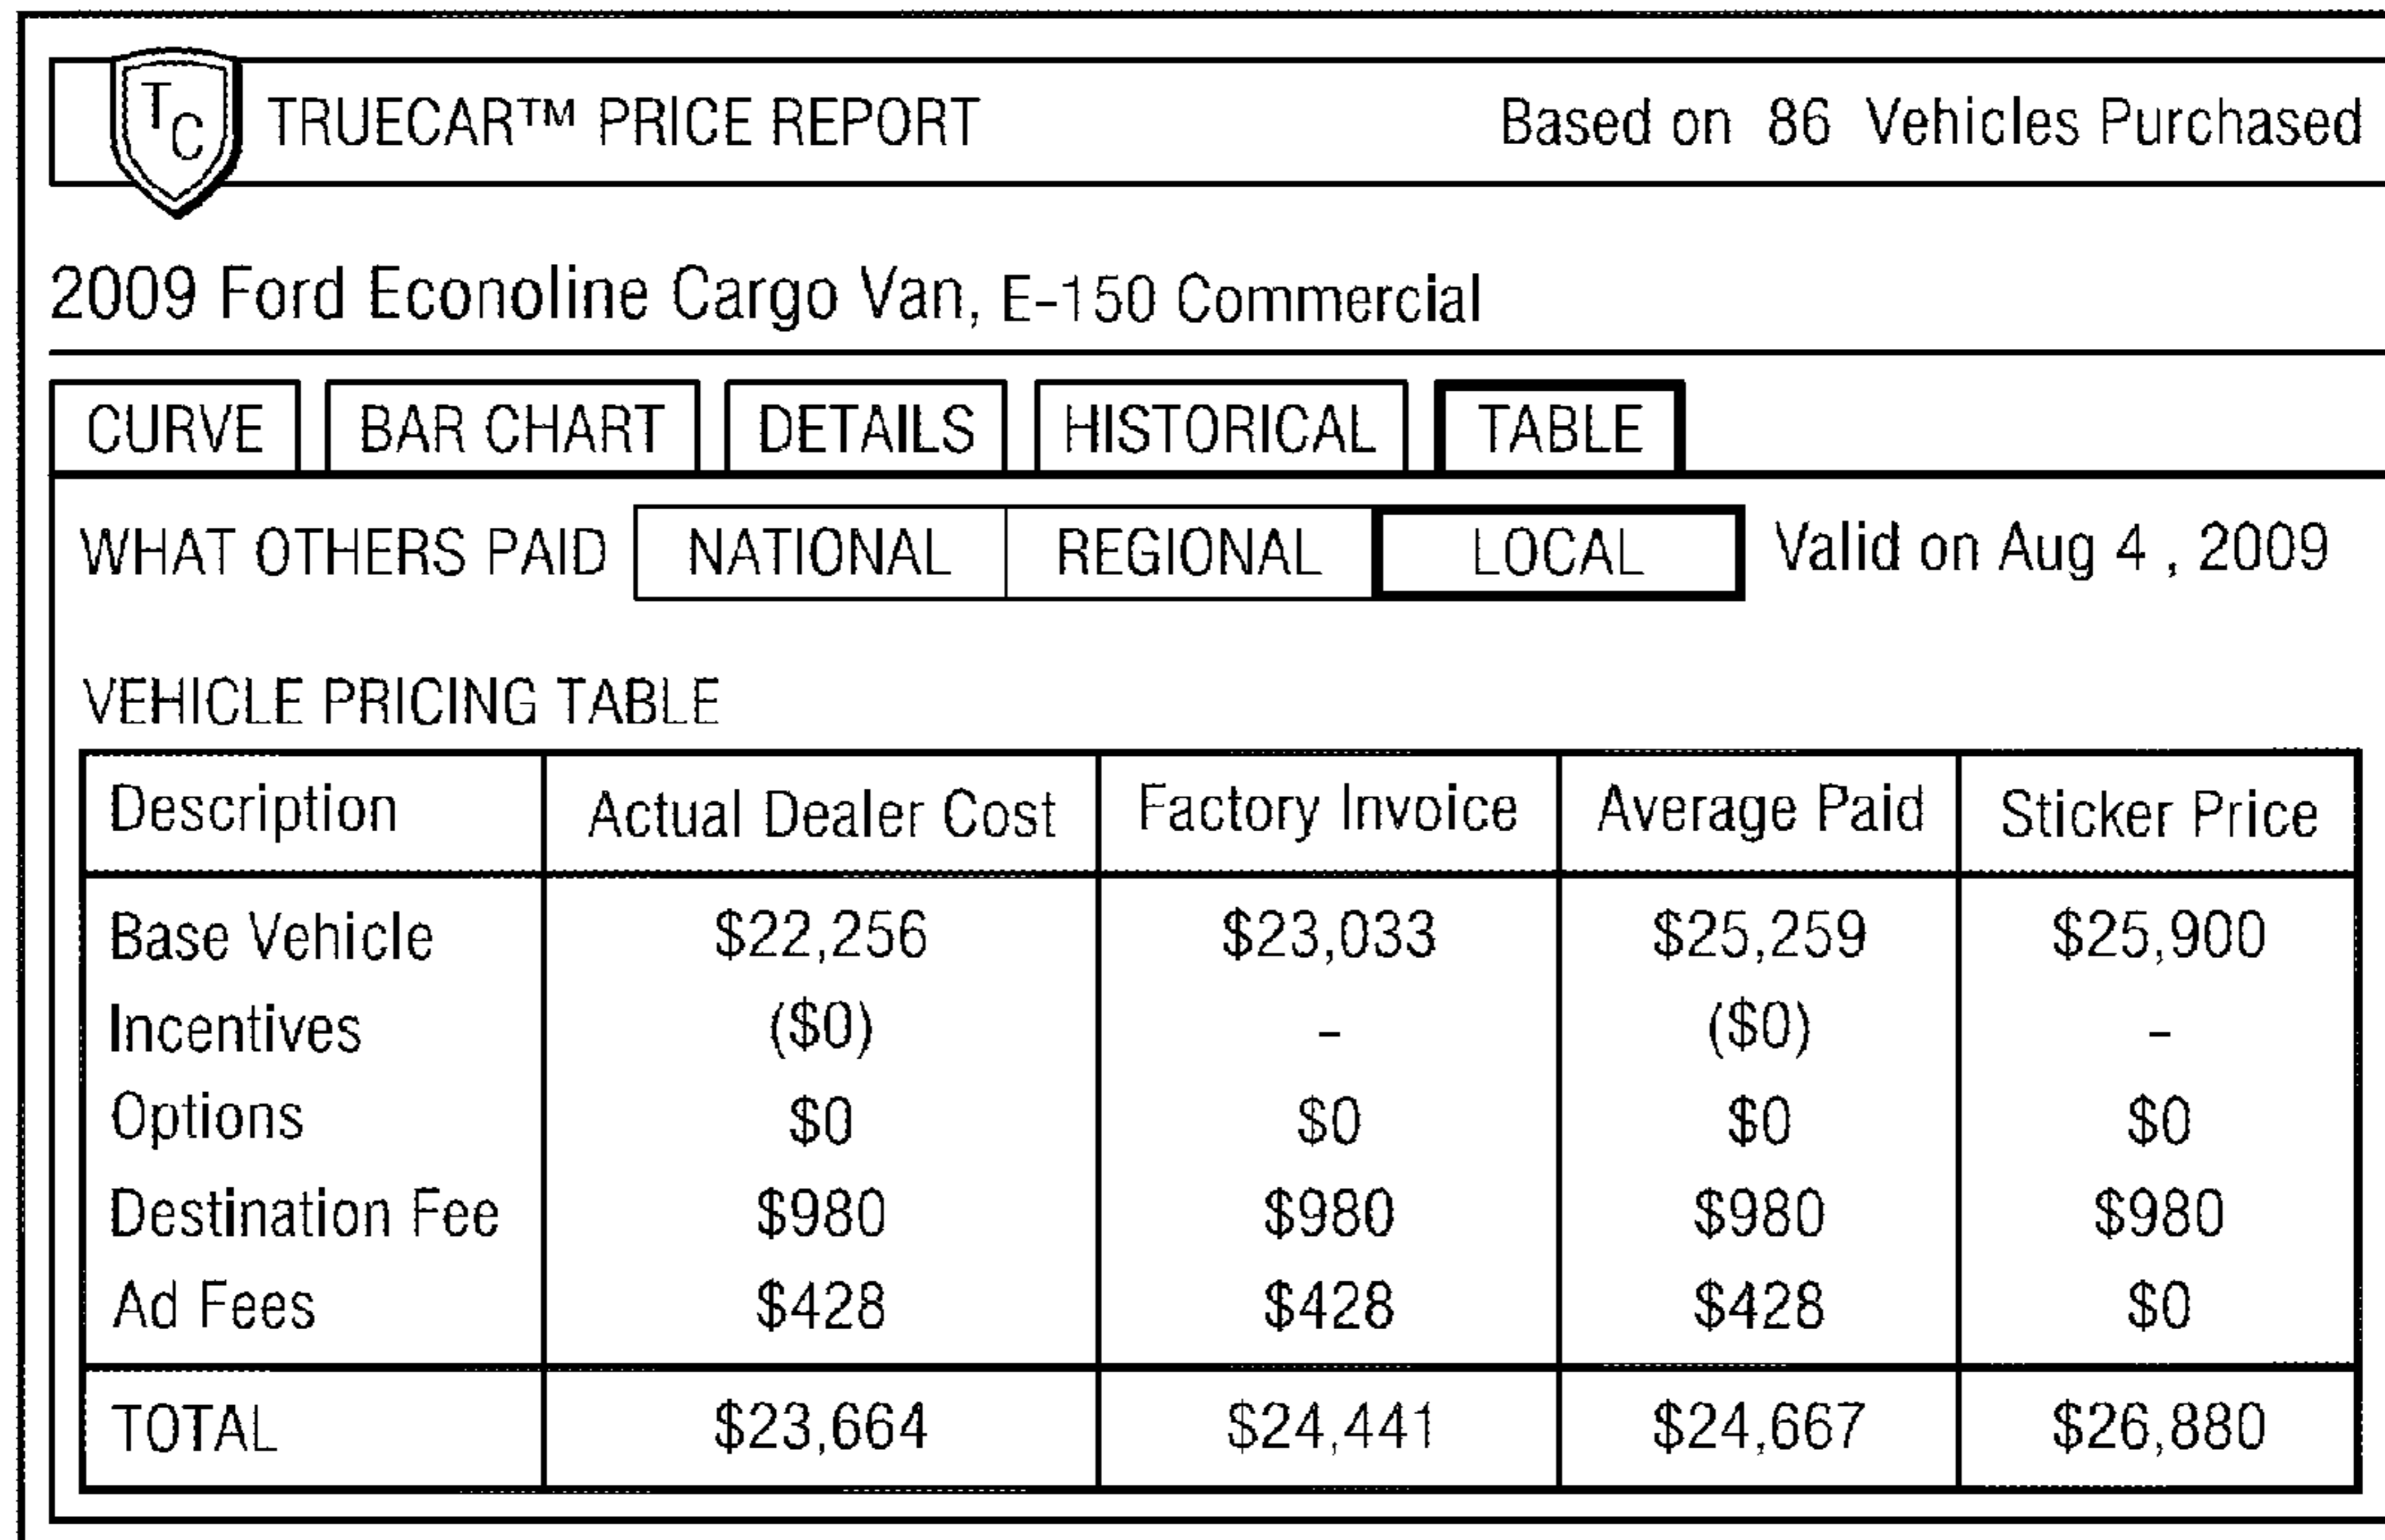 TC TRUECAR™ PRICE REPORT Based on 86 Vehicles Purchased
2009 Ford Econoline Cargo Van, E-150 Commercial
CURVE BAR CHART DETAILS HISTORICAL TABLE
WHAT OTHERS PAID NATIONAL REGIONAL LOCAL Valid on Aug 4 , 2009
VEHICLE PRICING TABLE
Description Actual Dealer Cost Factory Invoice Average Paid Sticker Price
Base Vehicle $22,256 $23,033 $25,259 $25,900
Incentives ($0) - ($0) -
Options $0 $0 $0 $0
Destination Fee $980 $980 $980 $980
Ad Fees $428 $428 $428 $0
TOTAL $23,664 $24,441 $24,667 $26,880